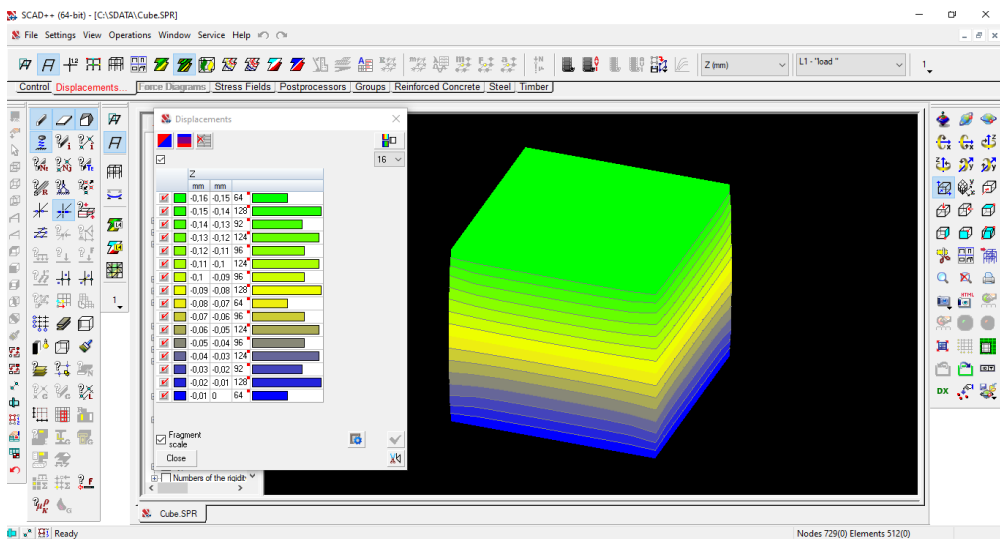 SCAD++ (64-bit) - [C:\SDATA\Cube.SPR]
File Settings View Operations Window Service Help
Z (mm) L1 - "load " 1
Control Displacements... Force Diagrams Stress Fields Postprocessors Groups Reinforced Concrete Steel Timber
Displacements
16
Z
mm mm
-0,16 -0,15 64
-0,15 -0,14 128
-0,14 -0,13 92
-0,13 -0,12 124
-0,12 -0,11 96
-0,11 -0,1 124
-0,1 -0,09 96
-0,09 -0,08 128
-0,08 -0,07 64
-0,07 -0,06 96
-0,06 -0,05 124
-0,05 -0,04 96
-0,04 -0,03 124
-0,03 -0,02 92
-0,02 -0,01 128
-0,01 0 64
Fragment
scale
Close
Numbers of the rigidit
Cube.SPR
Ready Nodes 729(0) Elements 512(0)
1
HTML
DX